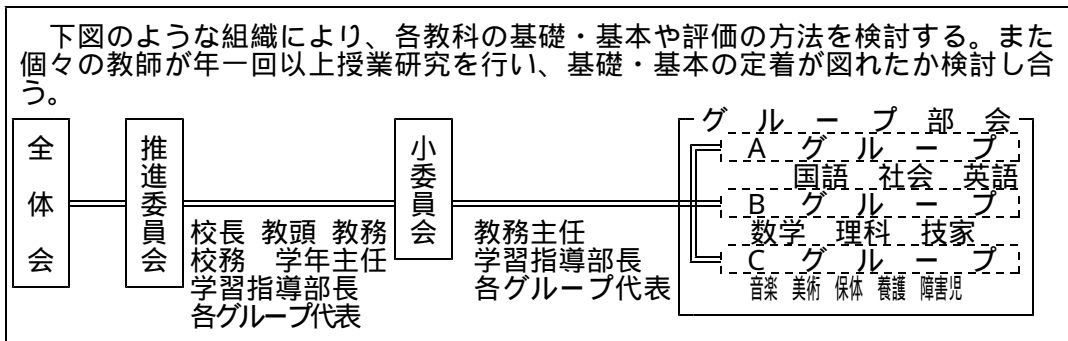 下図のような組織により、各教科の基礎・基本や評価の方法を検討する。また
個々の教師が年一回以上授業研究を行い、基礎・基本の定着が図れたか検討し合
う。
全体会
推進委員会
校長 教頭 教務
校務 学年主任
学習指導部長
各グループ代表
小委員会
教務主任
学習指導部長
各グループ代表
グループ部会
Aグループ
国語 社会 英語
Bグループ
数学 理科 技家
Cグループ
音楽 美術 保体 養護 障害児